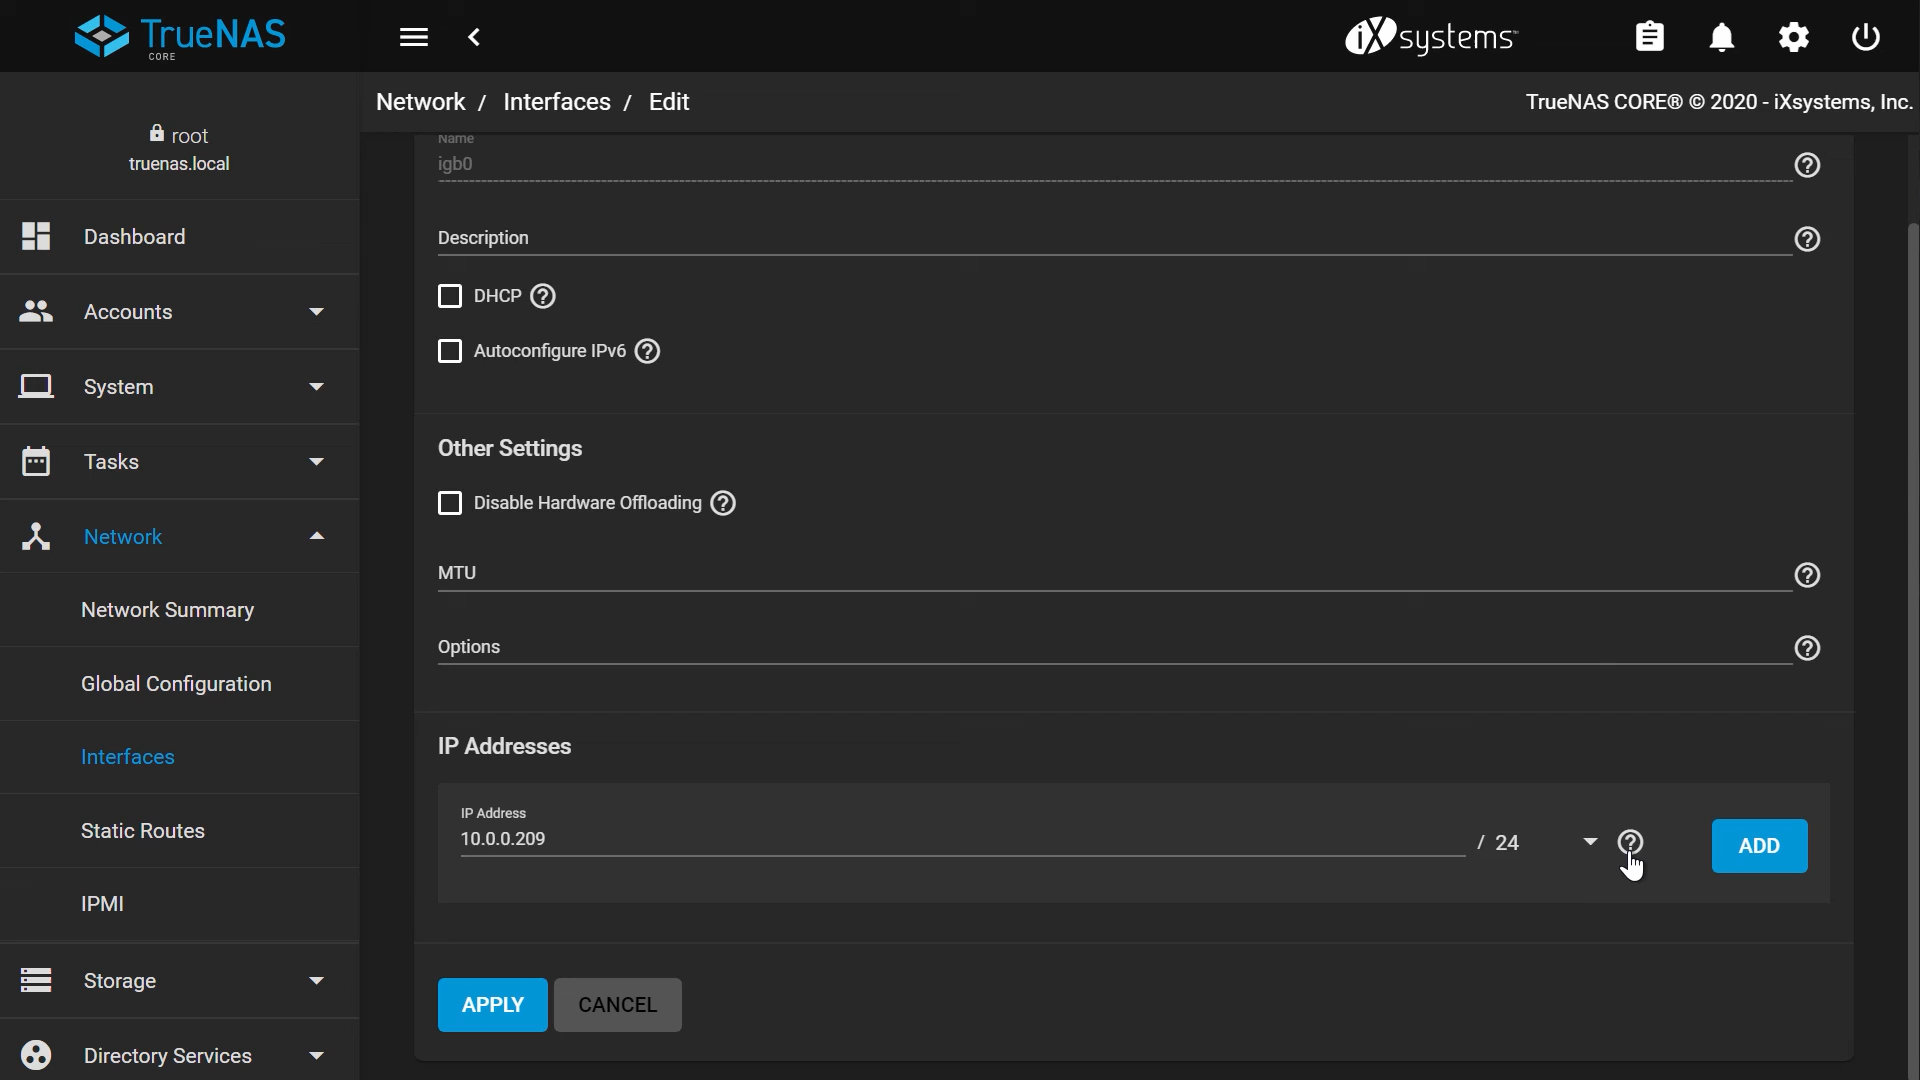 TrueNAS
CORE
iXsystems
Network / Interfaces / Edit
TrueNAS CORE® © 2020 - iXsystems, Inc.
root
truenas.local
Dashboard
Accounts
System
Tasks
Network
Network Summary
Global Configuration
Interfaces
Static Routes
IPMI
Storage
Directory Services
Name
igb0
Description
DHCP
Autoconfigure IPv6
Other Settings
Disable Hardware Offloading
MTU
Options
IP Addresses
IP Address
10.0.0.209 / 24
ADD
APPLY CANCEL